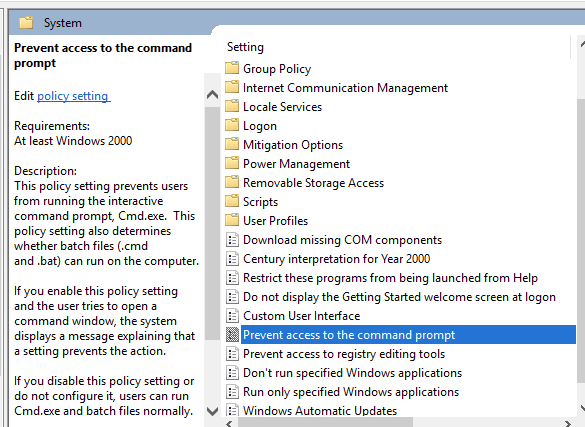 System
Prevent access to the command
prompt
Edit policy setting
Requirements:
At least Windows 2000
Description:
This policy setting prevents users
from running the interactive
command prompt, Cmd.exe.  This
policy setting also determines
whether batch files (.cmd
and .bat) can run on the computer.
If you enable this policy setting
and the user tries to open a
command window, the system
displays a message explaining that
a setting prevents the action.
If you disable this policy setting or
do not configure it, users can run
Cmd.exe and batch files normally.
Setting
Group Policy
Internet Communication Management
Locale Services
Logon
Mitigation Options
Power Management
Removable Storage Access
Scripts
User Profiles
Download missing COM components
Century interpretation for Year 2000
Restrict these programs from being launched from Help
Do not display the Getting Started welcome screen at logon
Custom User Interface
Prevent access to the command prompt
Prevent access to registry editing tools
Don't run specified Windows applications
Run only specified Windows applications
Windows Automatic Updates